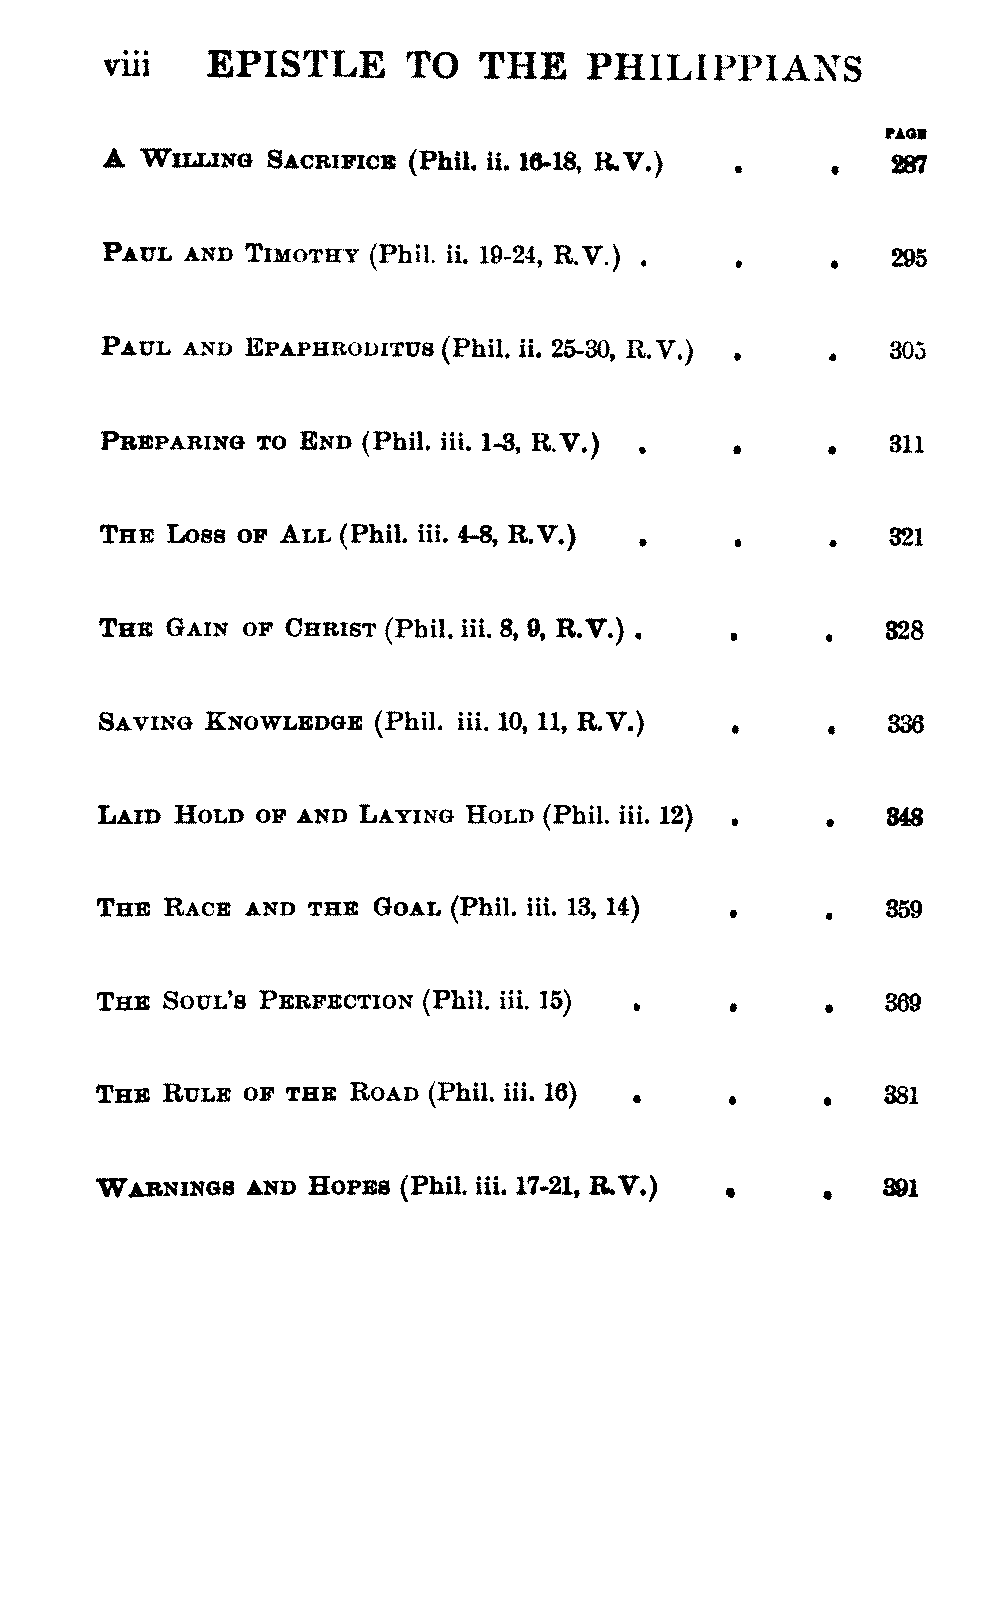 viii EPISTLE TO THE PHILIPPIANS
PAGE
A Willing Sacrifice (Phil. ii. 16-18, R.V.) . . 287
Paul and Timothy (Phil. ii. 19-24, R.V.) . . . 295
Paul and Epaphroditus (Phil. ii. 25-30, R.V.) . . 305
Preparing to End (Phil. iii. 1-3, R.V.) . . . 311
The Loss of All (Phil. iii. 4-8, R.V.) . . . 321
The Gain of Christ (Phil. iii. 8, 9, R.V.) . . . 328
Saving Knowledge (Phil. iii. 10, 11, R.V.) . . 336
Laid Hold of and Laying Hold (Phil. iii. 12) . . 348
The Race and the Goal (Phil. iii. 13, 14) . . 359
The Soul's Perfection (Phil. iii. 15) . . . 369
The Rule of the Road (Phil. iii. 16) . . . 381
Warnings and Hopes (Phil. iii. 17-21, R.V.) . . 391